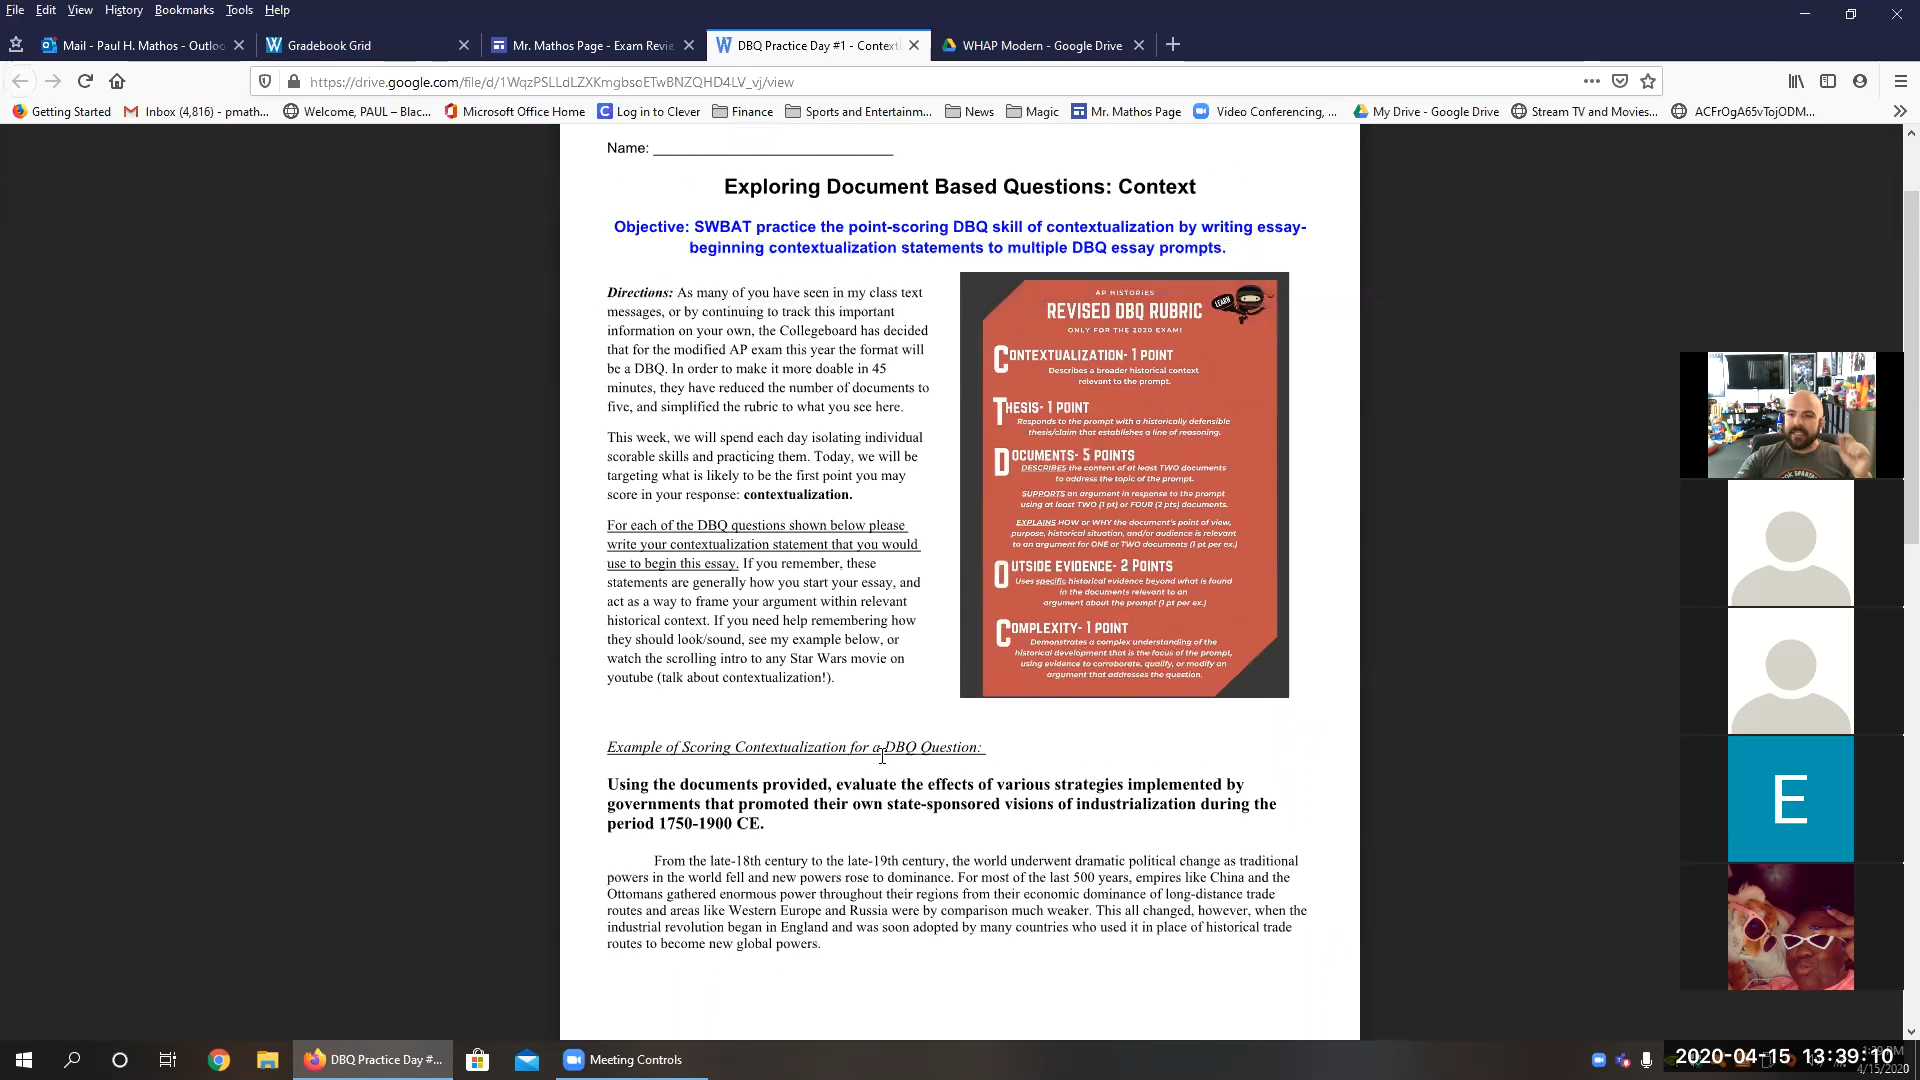 File Edit View History Bookmarks Tools Help
Mail - Paul H. Mathos - Outloo
Gradebook Grid
Mr. Mathos Page - Exam Revie
DBQ Practice Day #1 - Context
WHAP Modern - Google Drive
https://drive.google.com/file/d/1WqzPSLLdLZXKmgbsoETwBNZQHD4LV_vj/view
Getting Started
Inbox (4,816) - pmath...
Welcome, PAUL – Blac...
Microsoft Office Home
Log in to Clever
Finance
Sports and Entertainm...
News
Magic
Mr. Mathos Page
Video Conferencing, ...
My Drive - Google Drive
Stream TV and Movies...
ACFrOgA65vTojODM...
Name: ______________________________
Exploring Document Based Questions: Context
Objective: SWBAT practice the point-scoring DBQ skill of contextualization by writing essay-
beginning contextualization statements to multiple DBQ essay prompts.
Directions: As many of you have seen in my class text
messages, or by continuing to track this important
information on your own, the Collegeboard has decided
that for the modified AP exam this year the format will
be a DBQ. In order to make it more doable in 45
minutes, they have reduced the number of documents to
five, and simplified the rubric to what you see here.
This week, we will spend each day isolating individual
scorable skills and practicing them. Today, we will be
targeting what is likely to be the first point you may
score in your response: contextualization.
For each of the DBQ questions shown below please
write your contextualization statement that you would
use to begin this essay. If you remember, these
statements are generally how you start your essay, and
act as a way to frame your argument within relevant
historical context. If you need help remembering how
they should look/sound, see my example below, or
watch the scrolling intro to any Star Wars movie on
youtube (talk about contextualization!).
AP HISTORIES
REVISED DBQ RUBRIC
ONLY FOR THE 2020 EXAM!
LEARN
CONTEXTUALIZATION- 1 POINT
Describes a broader historical context
relevant to the prompt.
THESIS- 1 POINT
Responds to the prompt with a historically defensible
thesis/claim that establishes a line of reasoning.
DOCUMENTS- 5 POINTS
DESCRIBES the content of at least TWO documents
to address the topic of the prompt.
SUPPORTS an argument in response to the prompt
using at least TWO (1 pt) or FOUR (2 pts) documents.
EXPLAINS HOW or WHY the document's point of view,
purpose, historical situation, and/or audience is relevant
to an argument for ONE or TWO documents (1 pt per ex.)
OUTSIDE EVIDENCE- 2 POINTS
Uses specific historical evidence beyond what is found
in the documents relevant to an
argument about the prompt (1 pt per ex.)
COMPLEXITY- 1 POINT
Demonstrates a complex understanding of the
historical development that is the focus of the prompt,
using evidence to corroborate, qualify, or modify an
argument that addresses the question.
Example of Scoring Contextualization for a DBQ Question:
Using the documents provided, evaluate the effects of various strategies implemented by
governments that promoted their own state-sponsored visions of industrialization during the
period 1750-1900 CE.
From the late-18th century to the late-19th century, the world underwent dramatic political change as traditional
powers in the world fell and new powers rose to dominance. For most of the last 500 years, empires like China and the
Ottomans gathered enormous power throughout their regions from their economic dominance of long-distance trade
routes and areas like Western Europe and Russia were by comparison much weaker. This all changed, however, when the
industrial revolution began in England and was soon adopted by many countries who used it in place of historical trade
routes to become new global powers.
E
DBQ Practice Day #...
Meeting Controls
2020-04-15 13:39:10
4/15/2020